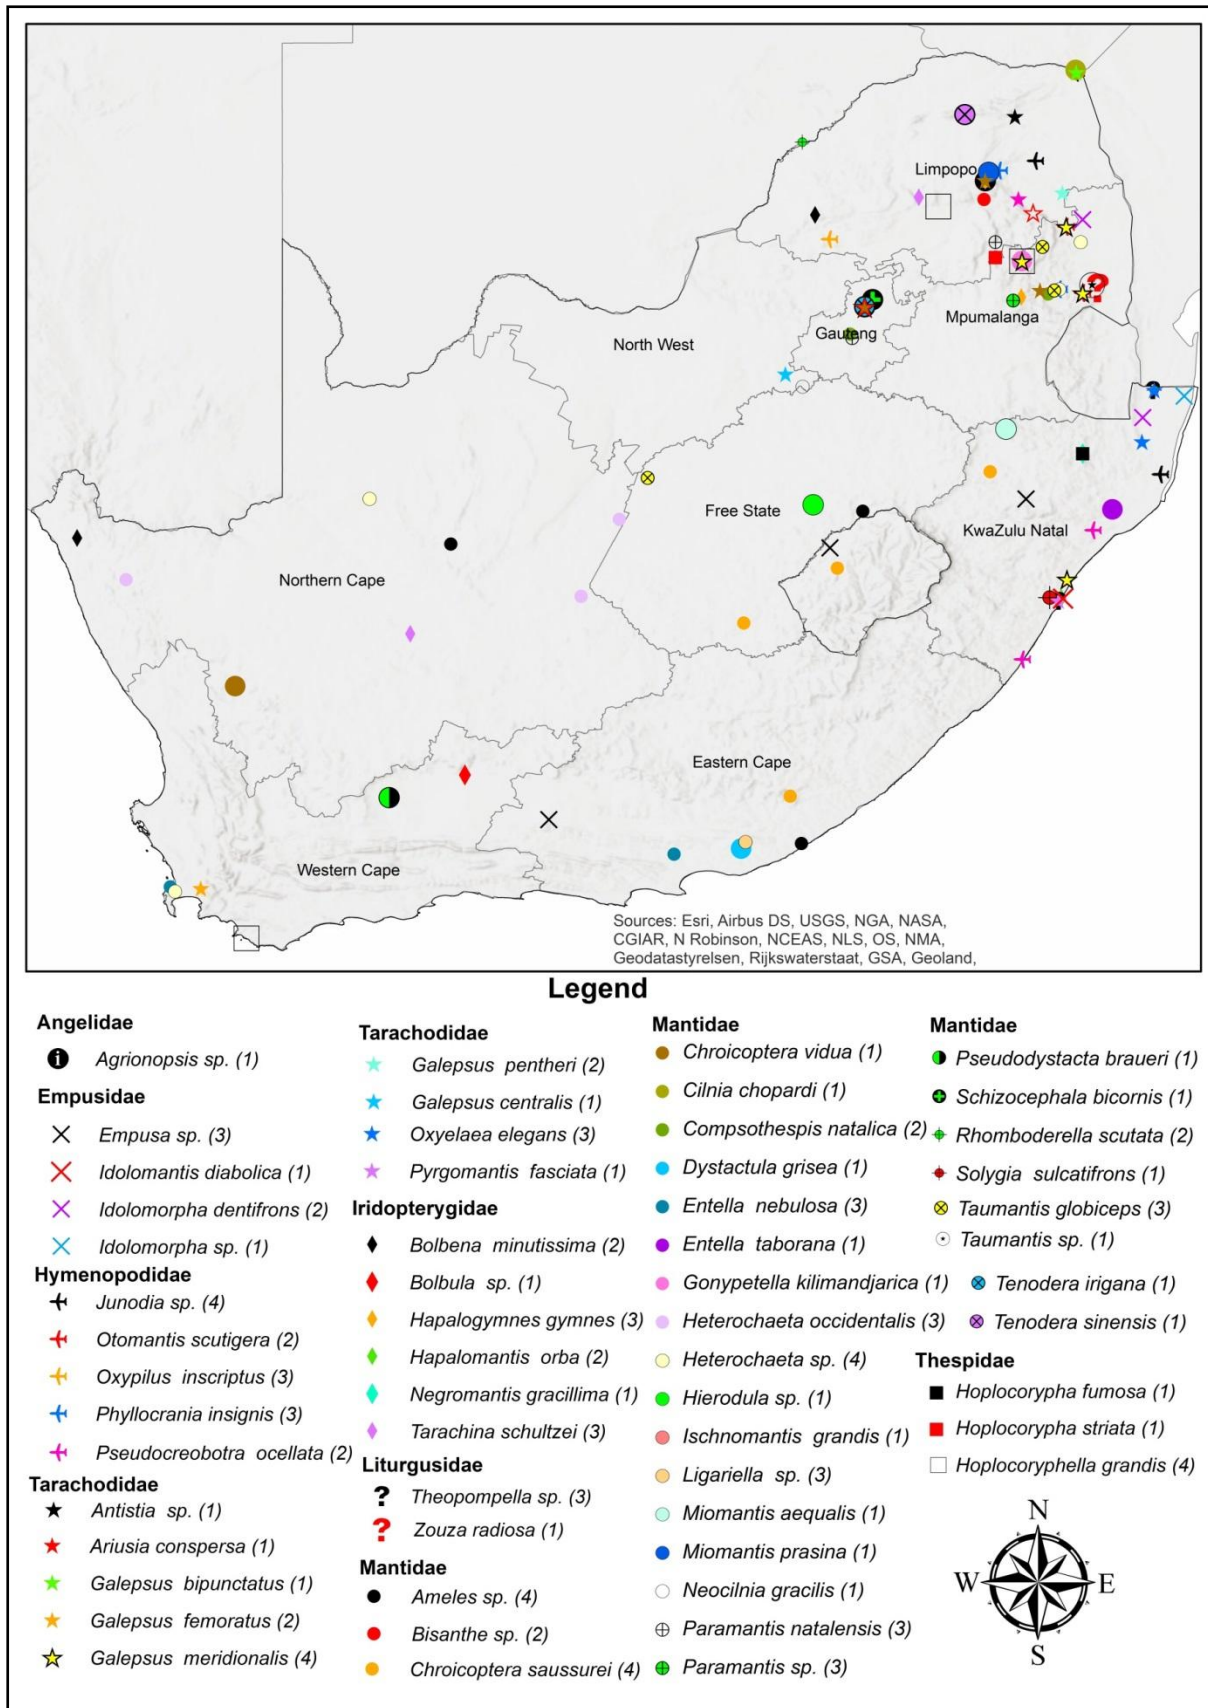 Limpopo
Mpumalanga
Gauteng
North West
Free State
KwaZulu Natal
Northern Cape
Eastern Cape
Western Cape
Sources: Esri, Airbus DS, USGS, NGA, NASA,
CGIAR, N Robinson, NCEAS, NLS, OS, NMA,
Geodatastyrelsen, Rijkswaterstaat, GSA, Geoland,
Legend
Angelidae
Agrionopsis sp. (1)
Empusidae
Empusa sp. (3)
Idolomantis diabolica (1)
Idolomorpha dentifrons (2)
Idolomorpha sp. (1)
Hymenopodidae
Junodia sp. (4)
Otomantis scutigera (2)
Oxypilus inscriptus (3)
Phyllocrania insignis (3)
Pseudocreobotra ocellata (2)
Tarachodidae
Antistia sp. (1)
Ariusia conspersa (1)
Galepsus bipunctatus (1)
Galepsus femoratus (2)
Galepsus meridionalis (4)
Tarachodidae
Galepsus pentheri (2)
Galepsus centralis (1)
Oxyelaea elegans (3)
Pyrgomantis fasciata (1)
Iridopterygidae
Bolbena minutissima (2)
Bolbula sp. (1)
Hapalogymnes gymnes (3)
Hapalomantis orba (2)
Negromantis gracillima (1)
Tarachina schultzei (3)
Liturgusidae
? Theopompella sp. (3)
? Zouza radiosa (1)
Mantidae
Ameles sp. (4)
Bisanthe sp. (2)
Chroicoptera saussurei (4)
Mantidae
Chroicoptera vidua (1)
Cilnia chopardi (1)
Compsothespis natalica (2)
Dystactula grisea (1)
Entella nebulosa (3)
Entella taborana (1)
Gonypetella kilimandjarica (1)
Heterochaeta occidentalis (3)
Heterochaeta sp. (4)
Hierodula sp. (1)
Ischnomantis grandis (1)
Ligariella sp. (3)
Miomantis aequalis (1)
Miomantis prasina (1)
Neocilnia gracilis (1)
Paramantis natalensis (3)
Paramantis sp. (3)
Mantidae
Pseudodystacta braueri (1)
Schizocephala bicornis (1)
Rhomboderella scutata (2)
Solygia sulcatifrons (1)
Taumantis globiceps (3)
Taumantis sp. (1)
Tenodera irigana (1)
Tenodera sinensis (1)
Thespidae
Hoplocorypha fumosa (1)
Hoplocorypha striata (1)
Hoplocoryphella grandis (4)
N
W E
S